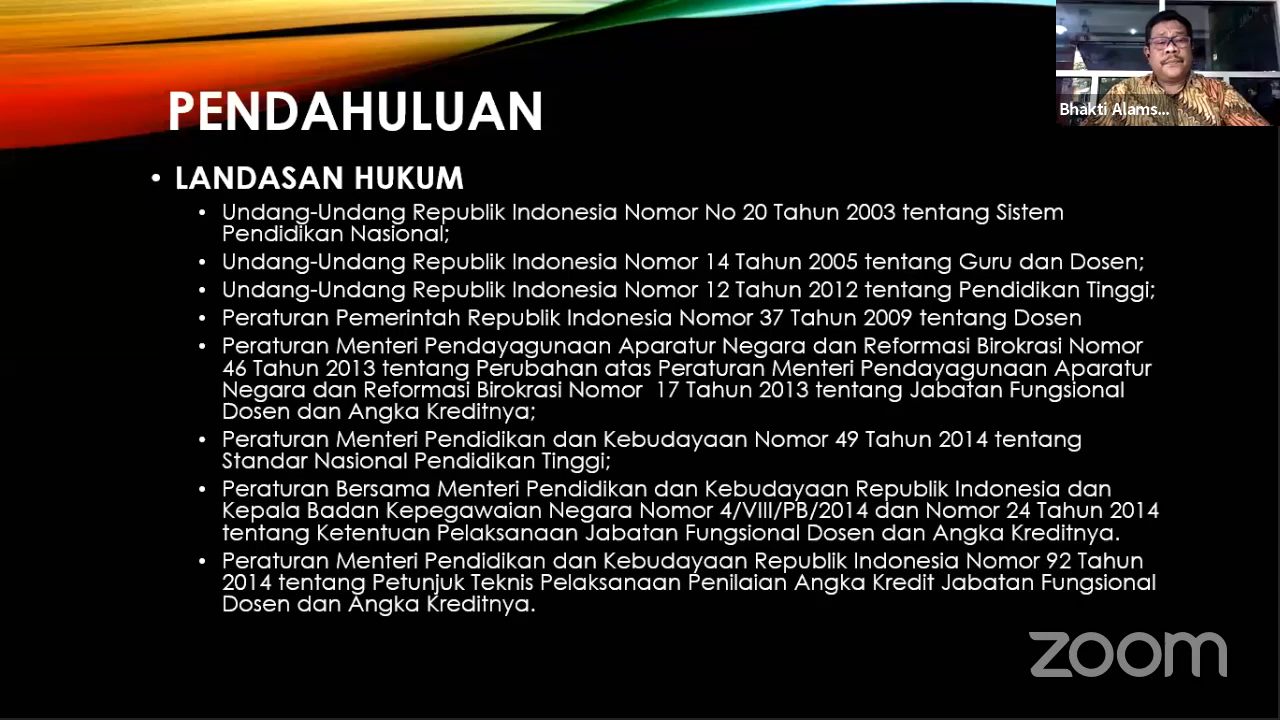 PENDAHULUAN
Bhakti Alams...
• LANDASAN HUKUM
• Undang-Undang Republik Indonesia Nomor No 20 Tahun 2003 tentang Sistem
Pendidikan Nasional;
• Undang-Undang Republik Indonesia Nomor 14 Tahun 2005 tentang Guru dan Dosen;
• Undang-Undang Republik Indonesia Nomor 12 Tahun 2012 tentang Pendidikan Tinggi;
• Peraturan Pemerintah Republik Indonesia Nomor 37 Tahun 2009 tentang Dosen
• Peraturan Menteri Pendayagunaan Aparatur Negara dan Reformasi Birokrasi Nomor
46 Tahun 2013 tentang Perubahan atas Peraturan Menteri Pendayagunaan Aparatur
Negara dan Reformasi Birokrasi Nomor 17 Tahun 2013 tentang Jabatan Fungsional
Dosen dan Angka Kreditnya;
• Peraturan Menteri Pendidikan dan Kebudayaan Nomor 49 Tahun 2014 tentang
Standar Nasional Pendidikan Tinggi;
• Peraturan Bersama Menteri Pendidikan dan Kebudayaan Republik Indonesia dan
Kepala Badan Kepegawaian Negara Nomor 4/VIII/PB/2014 dan Nomor 24 Tahun 2014
tentang Ketentuan Pelaksanaan Jabatan Fungsional Dosen dan Angka Kreditnya.
• Peraturan Menteri Pendidikan dan Kebudayaan Republik Indonesia Nomor 92 Tahun
2014 tentang Petunjuk Teknis Pelaksanaan Penilaian Angka Kredit Jabatan Fungsional
Dosen dan Angka Kreditnya.
zoom